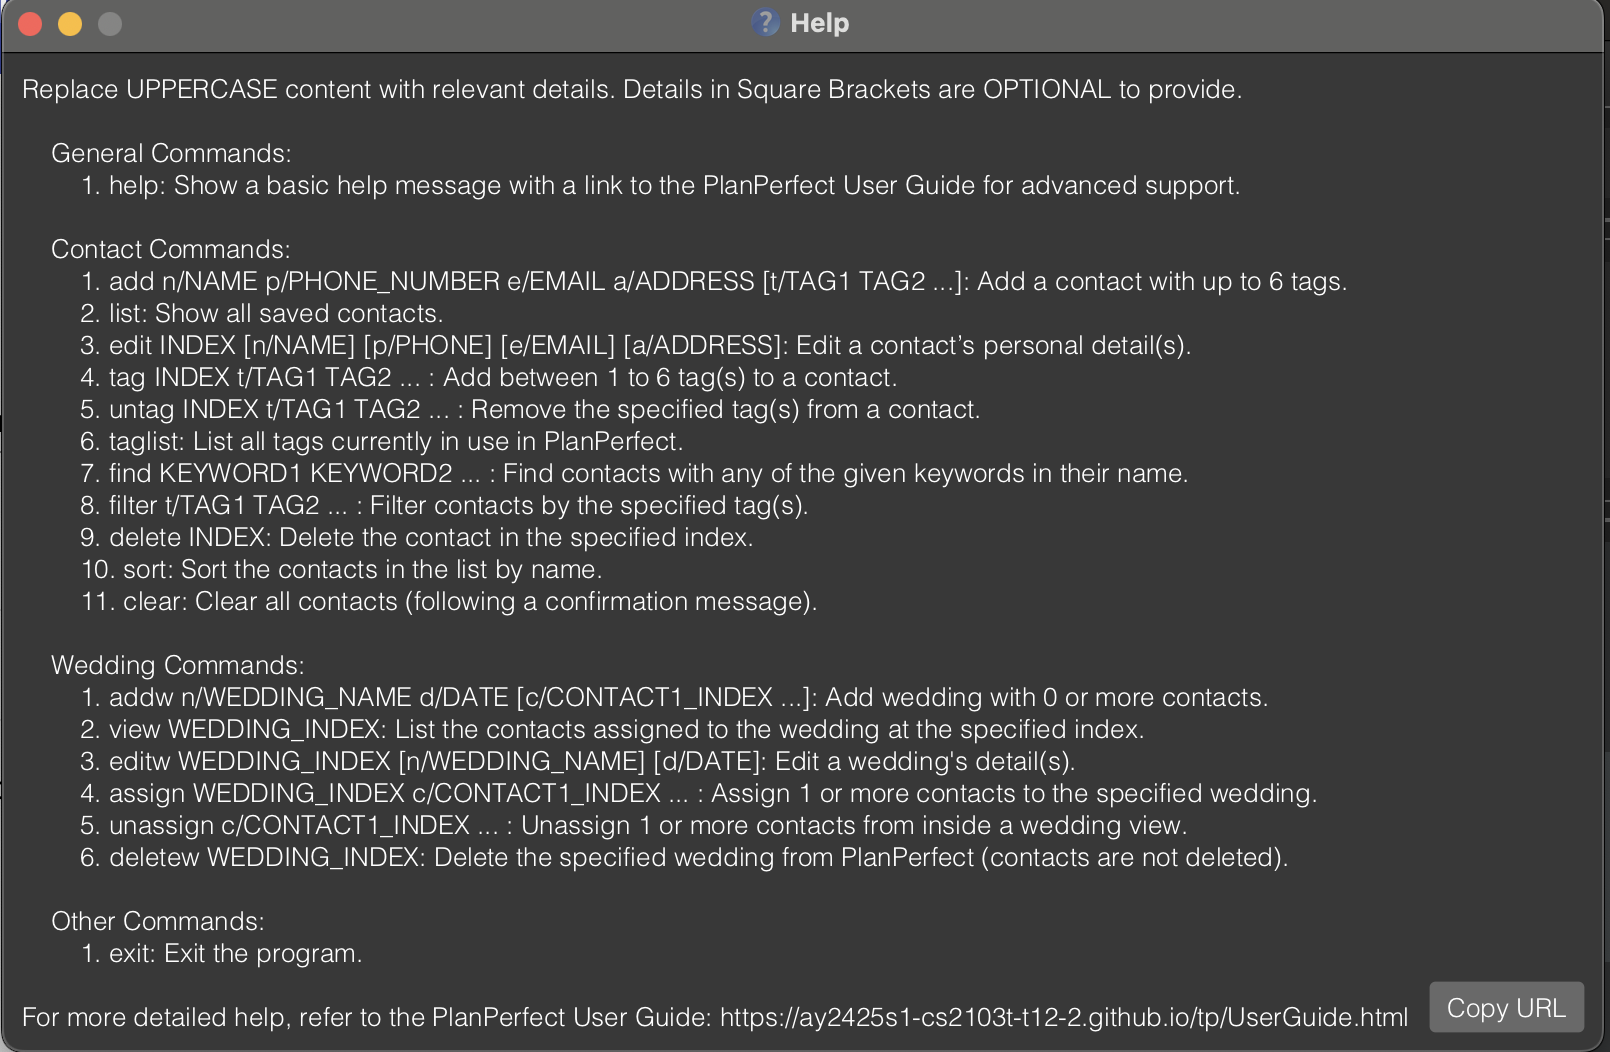 ? Help
Replace UPPERCASE content with relevant details. Details in Square Brackets are OPTIONAL to provide.
General Commands:
1. help: Show a basic help message with a link to the PlanPerfect User Guide for advanced support.
Contact Commands:
1. add n/NAME p/PHONE_NUMBER e/EMAIL a/ADDRESS [t/TAG1 TAG2 ...]: Add a contact with up to 6 tags.
2. list: Show all saved contacts.
3. edit INDEX [n/NAME] [p/PHONE] [e/EMAIL] [a/ADDRESS]: Edit a contact’s personal detail(s).
4. tag INDEX t/TAG1 TAG2 ... : Add between 1 to 6 tag(s) to a contact.
5. untag INDEX t/TAG1 TAG2 ... : Remove the specified tag(s) from a contact.
6. taglist: List all tags currently in use in PlanPerfect.
7. find KEYWORD1 KEYWORD2 ... : Find contacts with any of the given keywords in their name.
8. filter t/TAG1 TAG2 ... : Filter contacts by the specified tag(s).
9. delete INDEX: Delete the contact in the specified index.
10. sort: Sort the contacts in the list by name.
11. clear: Clear all contacts (following a confirmation message).
Wedding Commands:
1. addw n/WEDDING_NAME d/DATE [c/CONTACT1_INDEX ...]: Add wedding with 0 or more contacts.
2. view WEDDING_INDEX: List the contacts assigned to the wedding at the specified index.
3. editw WEDDING_INDEX [n/WEDDING_NAME] [d/DATE]: Edit a wedding's detail(s).
4. assign WEDDING_INDEX c/CONTACT1_INDEX ... : Assign 1 or more contacts to the specified wedding.
5. unassign c/CONTACT1_INDEX ... : Unassign 1 or more contacts from inside a wedding view.
6. deletew WEDDING_INDEX: Delete the specified wedding from PlanPerfect (contacts are not deleted).
Other Commands:
1. exit: Exit the program.
For more detailed help, refer to the PlanPerfect User Guide: https://ay2425s1-cs2103t-t12-2.github.io/tp/UserGuide.html
Copy URL